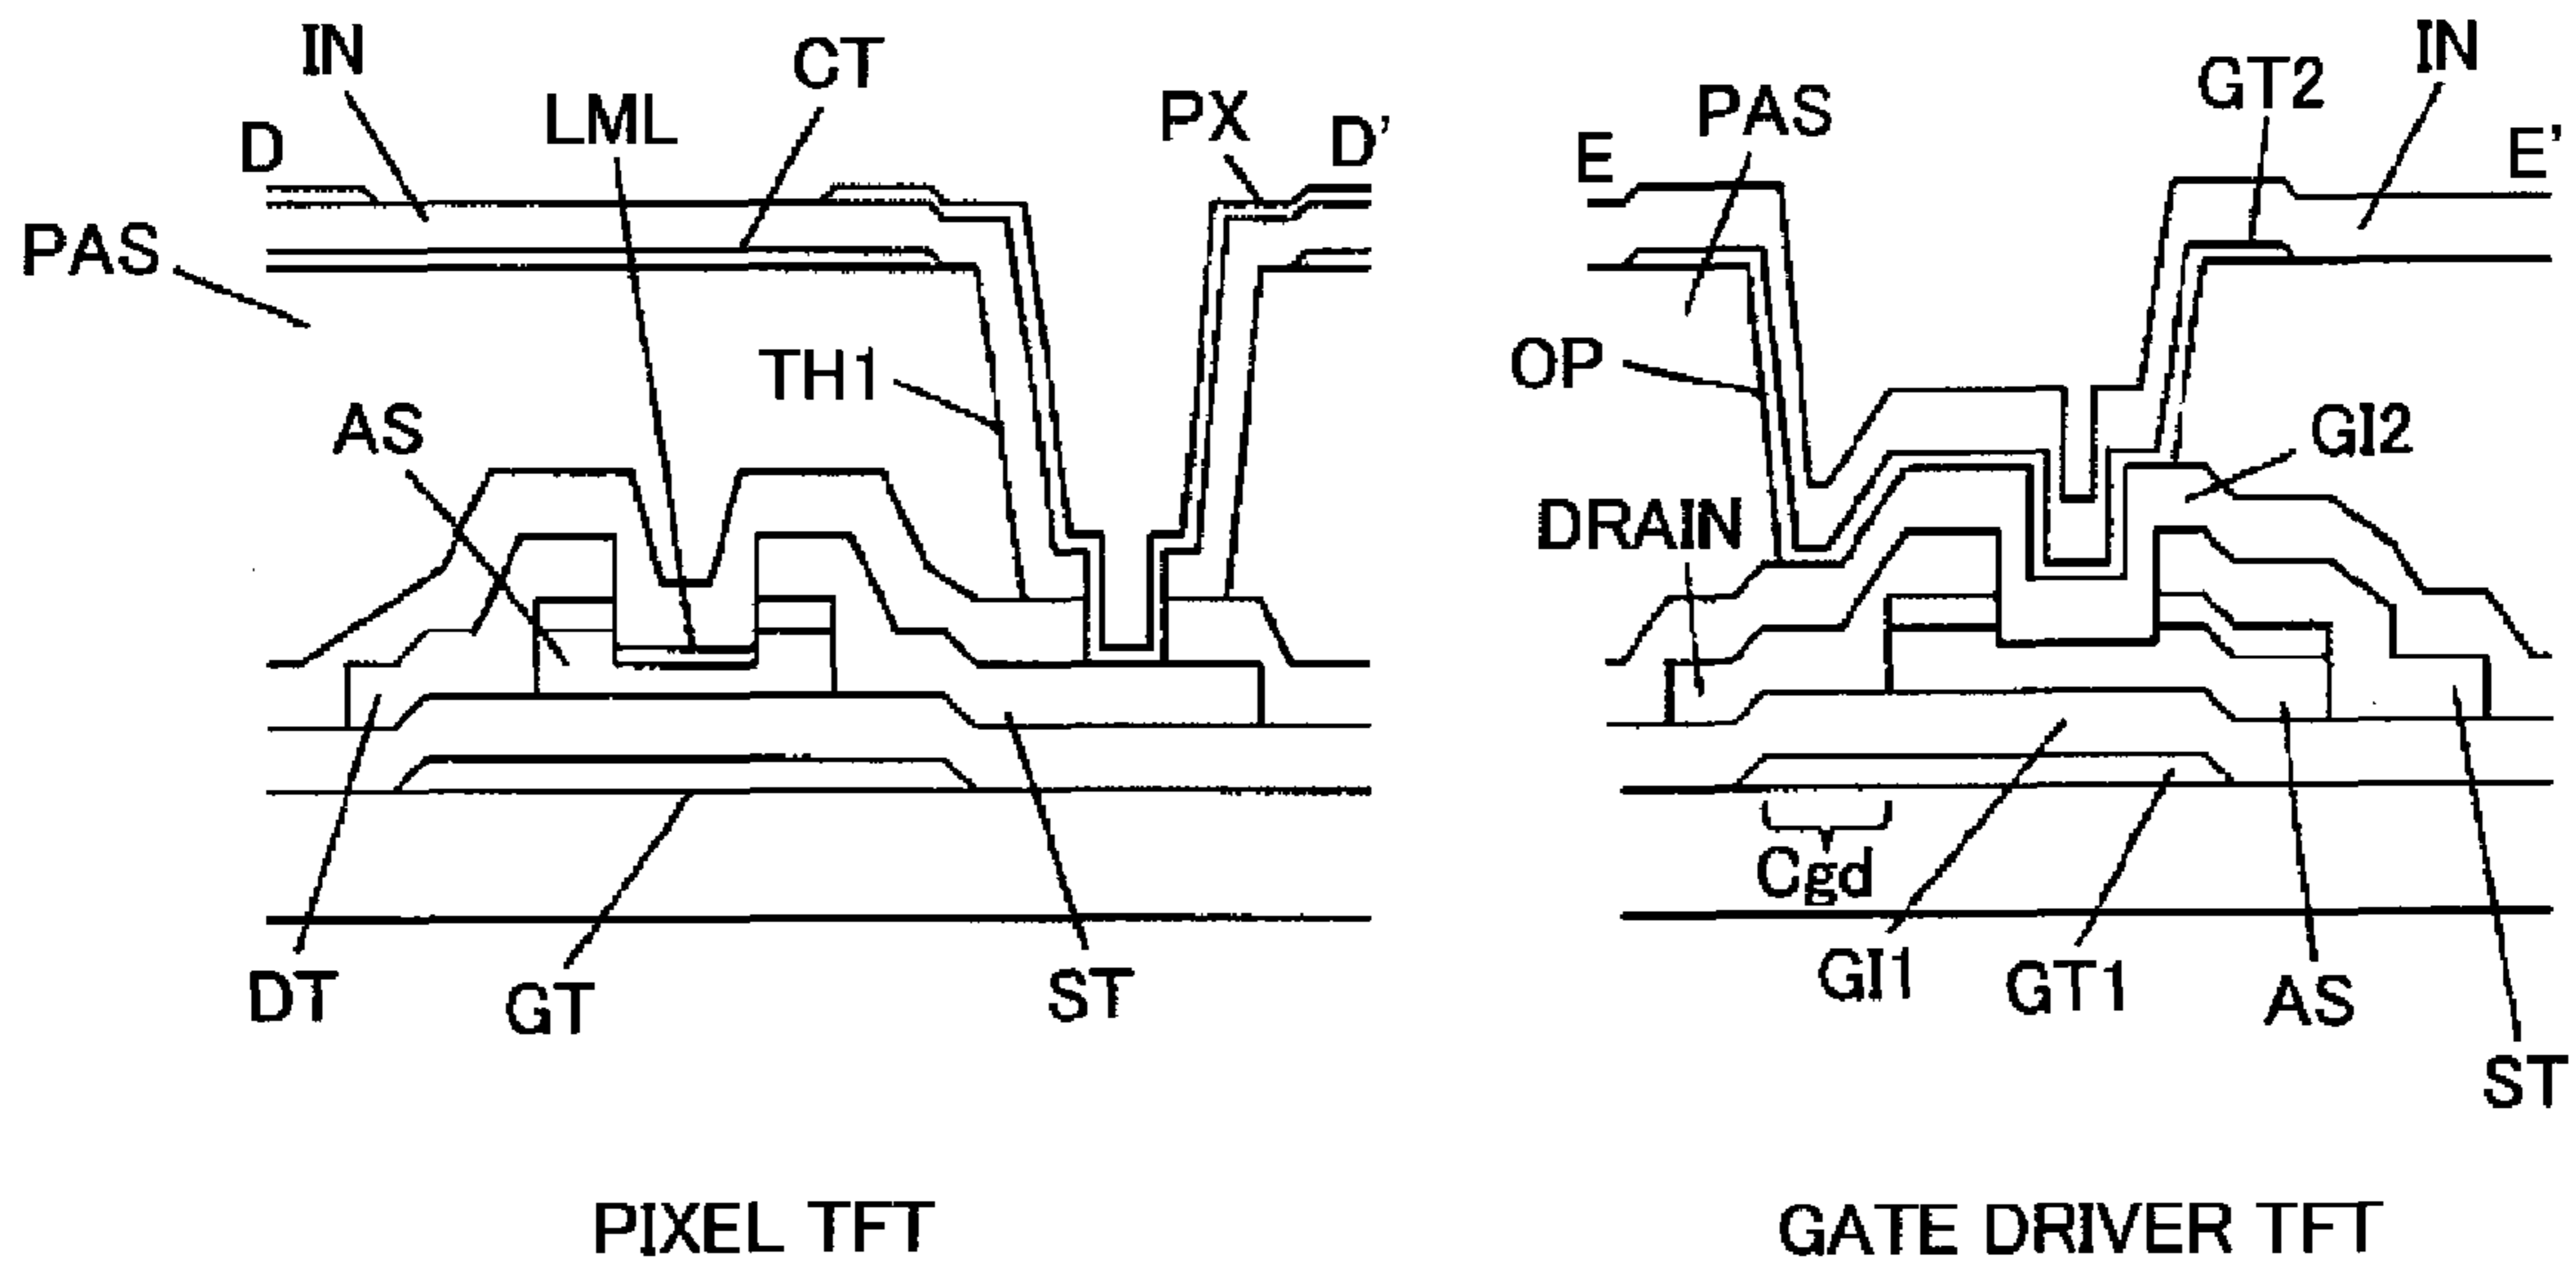 IN
CT
LML
PX
D
D'
PAS
TH1
AS
DT
GT
ST
PIXEL TFT
IN
GT2
PAS
E
E'
OP
GI2
DRAIN
Cgd
GI1
GT1
AS
ST
GATE DRIVER TFT